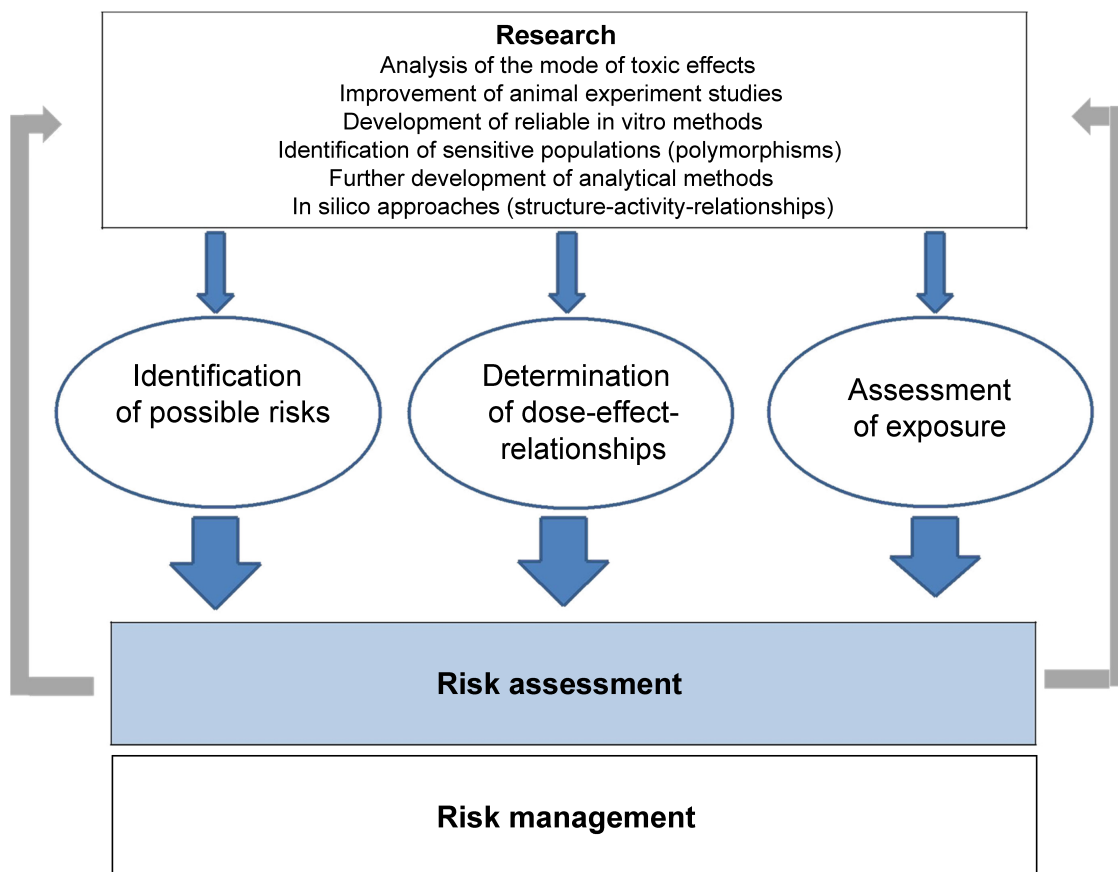 Research
Analysis of the mode of toxic effects
Improvement of animal experiment studies
Development of reliable in vitro methods
Identification of sensitive populations (polymorphisms)
Further development of analytical methods
In silico approaches (structure-activity-relationships)
Identification
of possible risks
Determination
of dose-effect-
relationships
Assessment
of exposure
Risk assessment
Risk management